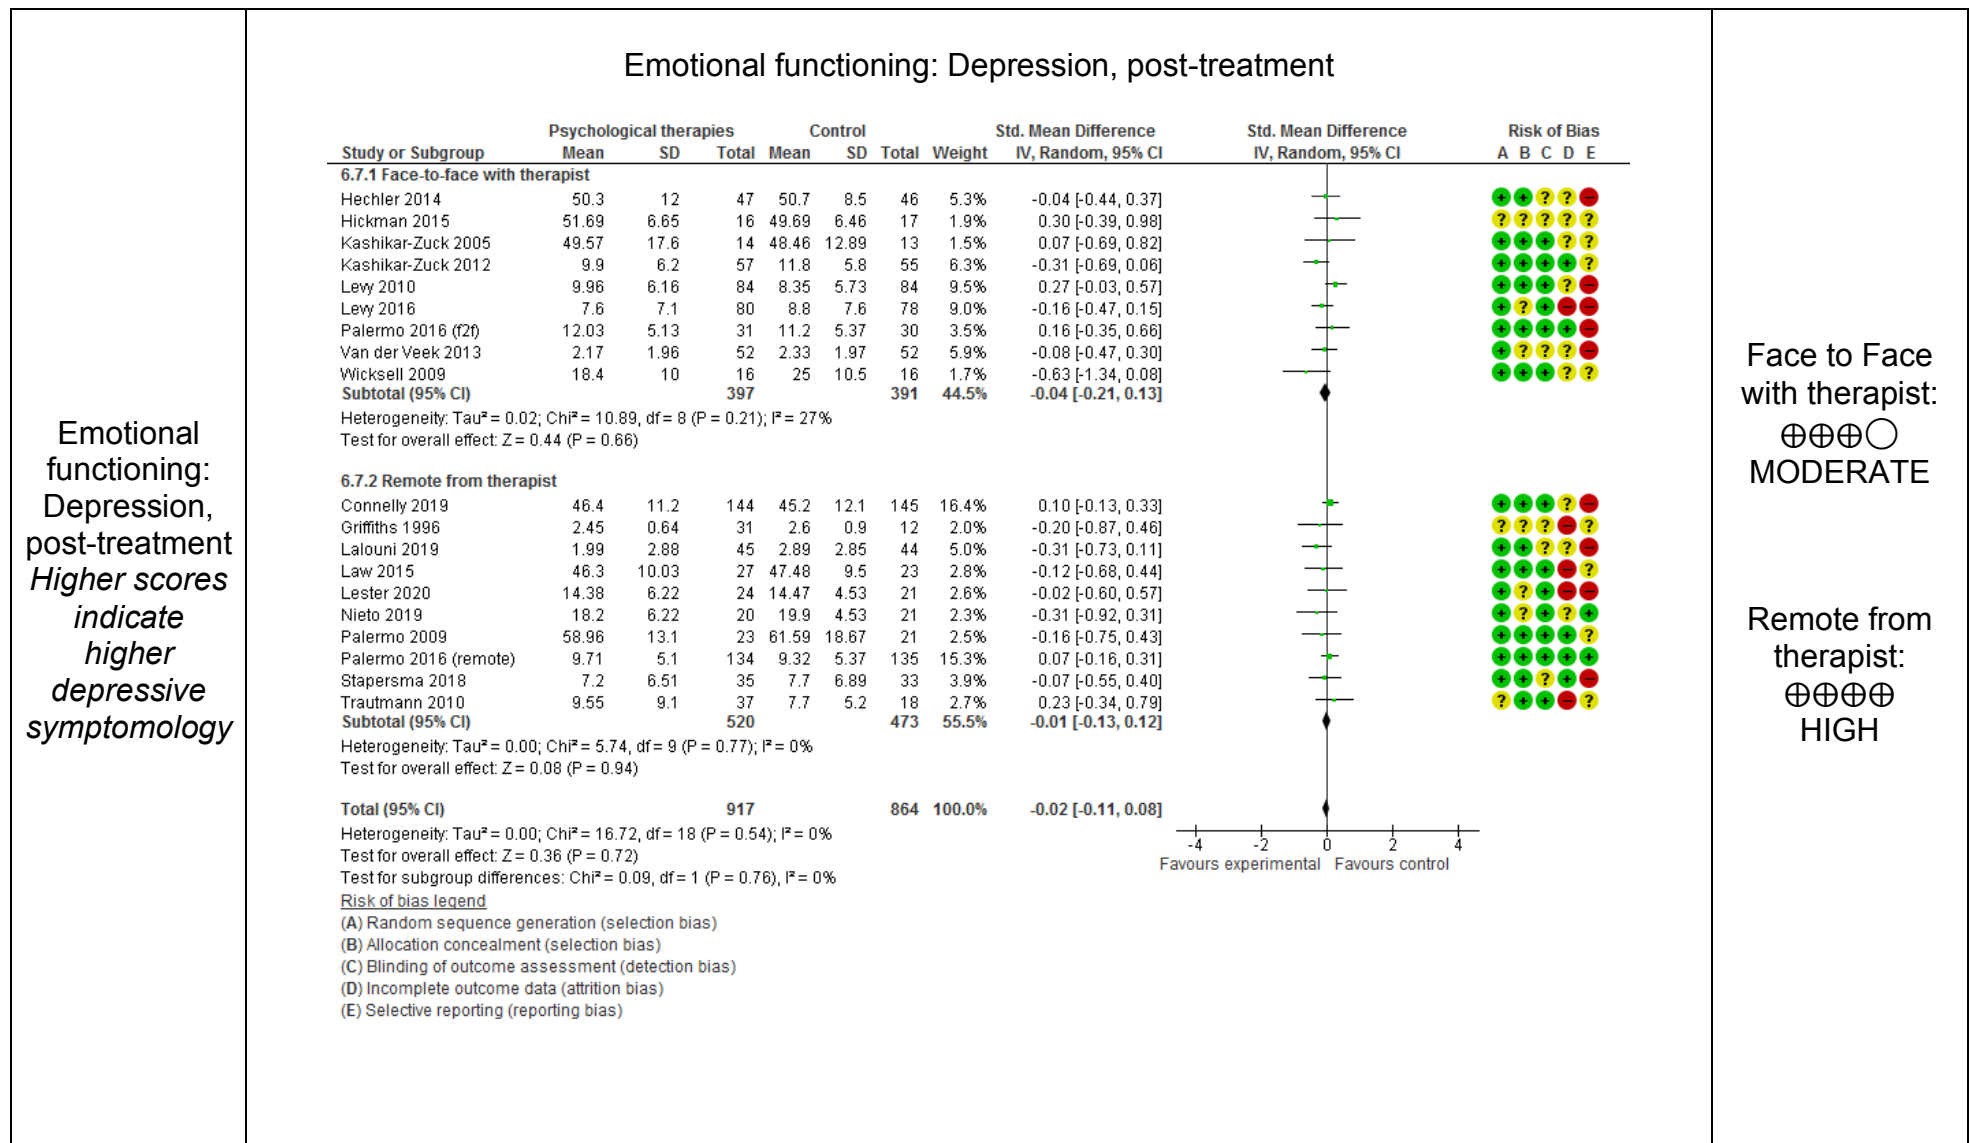 Emotional
functioning:
Depression,
post-treatment
Higher scores
indicate
higher
depressive
symptomology
Emotional functioning: Depression, post-treatment
Psychological therapies Control Std. Mean Difference Std. Mean Difference Risk of Bias
Study or Subgroup Mean SD Total Mean SD Total Weight IV, Random, 95% CI IV, Random, 95% CI A B C D E
6.7.1 Face-to-face with therapist
Hechler 2014 50.3 12 47 50.7 8.5 46 5.3% -0.04 [-0.44, 0.37] + + ? ? −
Hickman 2015 51.69 6.65 16 49.69 6.46 17 1.9% 0.30 [-0.39, 0.98] ? ? ? ? ?
Kashikar-Zuck 2005 49.57 17.6 14 48.46 12.89 13 1.5% 0.07 [-0.69, 0.82] + + + ? ?
Kashikar-Zuck 2012 9.9 6.2 57 11.8 5.8 55 6.3% -0.31 [-0.69, 0.06] + + + + ?
Levy 2010 9.96 6.16 84 8.35 5.73 84 9.5% 0.27 [-0.03, 0.57] + + + ? −
Levy 2016 7.6 7.1 80 8.8 7.6 78 9.0% -0.16 [-0.47, 0.15] + ? + − −
Palermo 2016 (f2f) 12.03 5.13 31 11.2 5.37 30 3.5% 0.16 [-0.35, 0.66] + + + + −
Van der Veek 2013 2.17 1.96 52 2.33 1.97 52 5.9% -0.08 [-0.47, 0.30] + ? ? ? −
Wicksell 2009 18.4 10 16 25 10.5 16 1.7% -0.63 [-1.34, 0.08] + + + ? ?
Subtotal (95% CI) 397 391 44.5% -0.04 [-0.21, 0.13]
Heterogeneity: Tau² = 0.02; Chi² = 10.89, df = 8 (P = 0.21); I² = 27%
Test for overall effect: Z = 0.44 (P = 0.66)
6.7.2 Remote from therapist
Connelly 2019 46.4 11.2 144 45.2 12.1 145 16.4% 0.10 [-0.13, 0.33] + + + ? −
Griffiths 1996 2.45 0.64 31 2.6 0.9 12 2.0% -0.20 [-0.87, 0.46] ? ? ? − ?
Lalouni 2019 1.99 2.88 45 2.89 2.85 44 5.0% -0.31 [-0.73, 0.11] + + ? ? −
Law 2015 46.3 10.03 27 47.48 9.5 23 2.8% -0.12 [-0.68, 0.44] + + + − ?
Lester 2020 14.38 6.22 24 14.47 4.53 21 2.6% -0.02 [-0.60, 0.57] + ? + − −
Nieto 2019 18.2 6.22 20 19.9 4.53 21 2.3% -0.31 [-0.92, 0.31] + ? + ? +
Palermo 2009 58.96 13.1 23 61.59 18.67 21 2.5% -0.16 [-0.75, 0.43] + + + + ?
Palermo 2016 (remote) 9.71 5.1 134 9.32 5.37 135 15.3% 0.07 [-0.16, 0.31] + + + + +
Stapersma 2018 7.2 6.51 35 7.7 6.89 33 3.9% -0.07 [-0.55, 0.40] + + ? + −
Trautmann 2010 9.55 9.1 37 7.7 5.2 18 2.7% 0.23 [-0.34, 0.79] ? + + − ?
Subtotal (95% CI) 520 473 55.5% -0.01 [-0.13, 0.12]
Heterogeneity: Tau² = 0.00; Chi² = 5.74, df = 9 (P = 0.77); I² = 0%
Test for overall effect: Z = 0.08 (P = 0.94)
Total (95% CI) 917 864 100.0% -0.02 [-0.11, 0.08]
Heterogeneity: Tau² = 0.00; Chi² = 16.72, df = 18 (P = 0.54); I² = 0%
Test for overall effect: Z = 0.36 (P = 0.72)
Test for subgroup differences: Chi² = 0.09, df = 1 (P = 0.76), I² = 0%
-4 -2 0 2 4
Favours experimental Favours control
Risk of bias legend
(A) Random sequence generation (selection bias)
(B) Allocation concealment (selection bias)
(C) Blinding of outcome assessment (detection bias)
(D) Incomplete outcome data (attrition bias)
(E) Selective reporting (reporting bias)
Face to Face
with therapist:
⊕⊕⊕◯
MODERATE
Remote from
therapist:
⊕⊕⊕⊕
HIGH